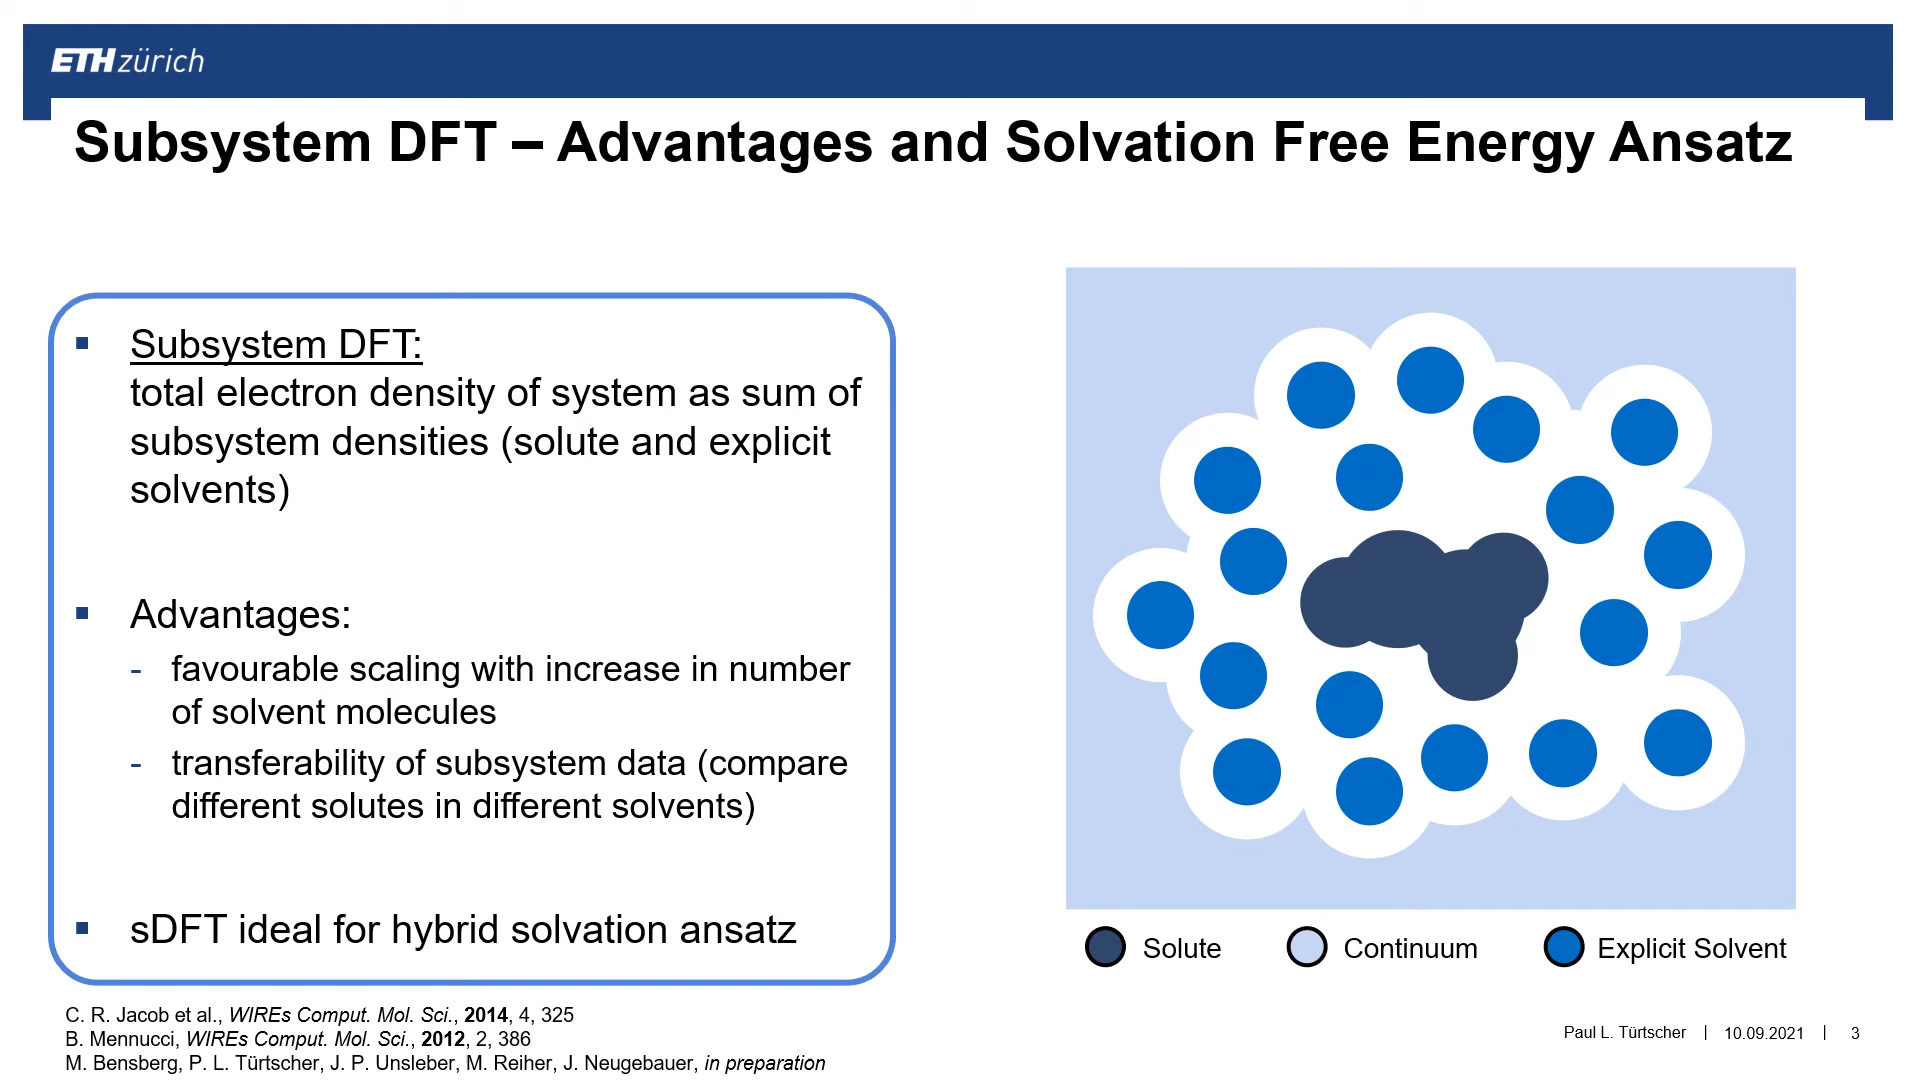 ETHzürich
Subsystem DFT – Advantages and Solvation Free Energy Ansatz
▪ Subsystem DFT:
total electron density of system as sum of
subsystem densities (solute and explicit
solvents)
▪ Advantages:
- favourable scaling with increase in number
of solvent molecules
- transferability of subsystem data (compare
different solutes in different solvents)
▪ sDFT ideal for hybrid solvation ansatz
Solute
Continuum
Explicit Solvent
C. R. Jacob et al., WIREs Comput. Mol. Sci., 2014, 4, 325
B. Mennucci, WIREs Comput. Mol. Sci., 2012, 2, 386
M. Bensberg, P. L. Türtscher, J. P. Unsleber, M. Reiher, J. Neugebauer, in preparation
Paul L. Türtscher | 10.09.2021 | 3